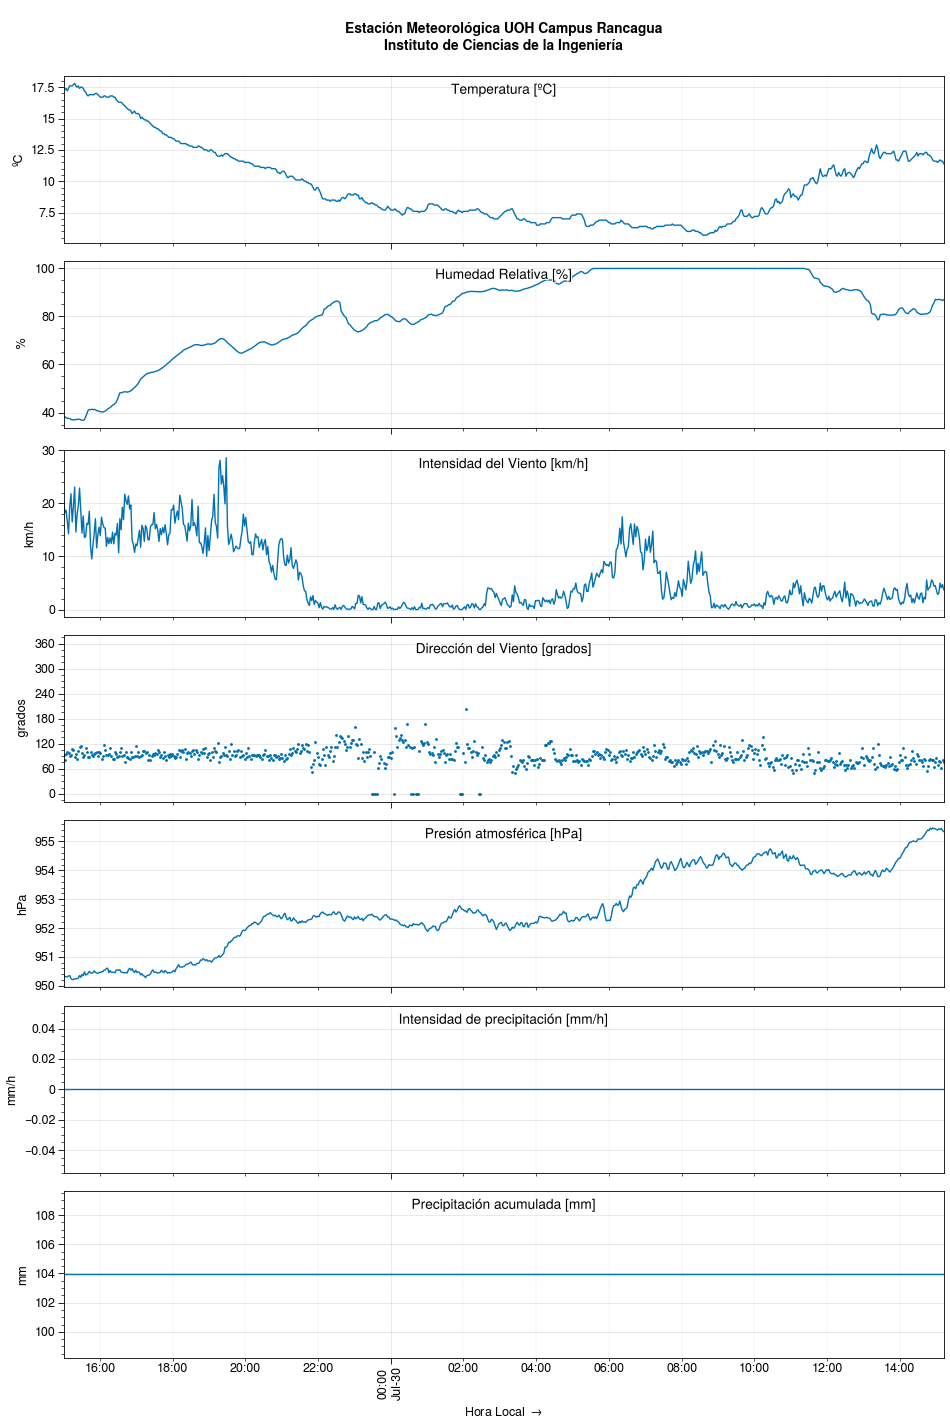 Estación Meteorológica UOH Campus Rancagua
Instituto de Ciencias de la Ingeniería
Temperatura [ºC]
17.5
15
12.5
10
7.5
ºC
Humedad Relativa [%]
100
80
60
40
%
Intensidad del Viento [km/h]
30
20
10
0
km/h
Dirección del Viento [grados]
360
300
240
180
120
60
0
grados
Presión atmosférica [hPa]
955
954
953
952
951
950
hPa
Intensidad de precipitación [mm/h]
0.04
0.02
0
−0.02
−0.04
mm/h
Precipitación acumulada [mm]
108
106
104
102
100
mm
16:00 18:00 20:00 22:00 00:00 02:00 04:00 06:00 08:00 10:00 12:00 14:00
Jul-30
Hora Local →